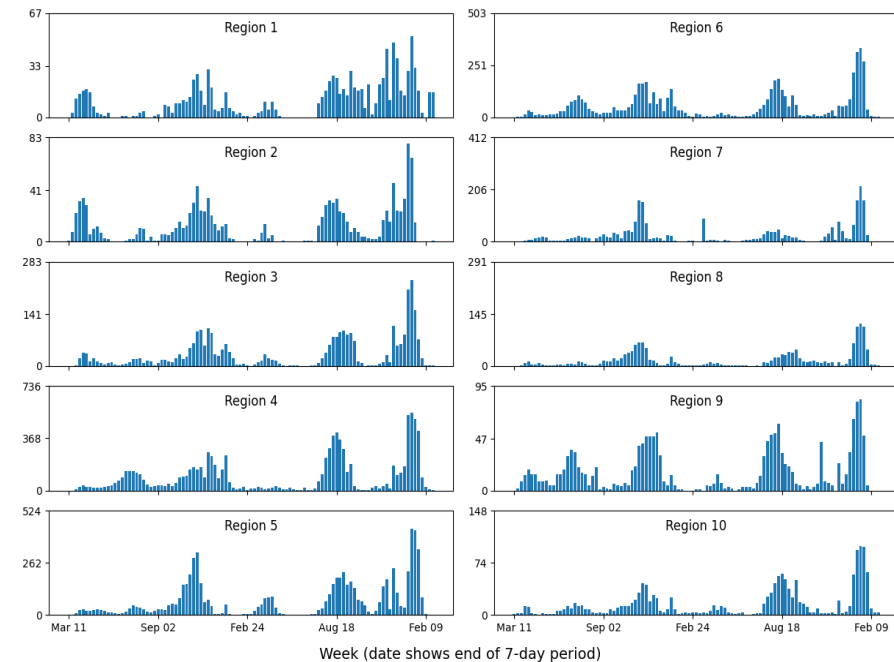 67
33
0
Region 1
503
251
0
Region 6
83
41
0
Region 2
412
206
0
Region 7
283
141
0
Region 3
291
145
0
Region 8
736
368
0
Region 4
95
47
0
Region 9
524
262
0
Region 5
148
74
0
Region 10
Mar 11 Sep 02 Feb 24 Aug 18 Feb 09
Mar 11 Sep 02 Feb 24 Aug 18 Feb 09
Week (date shows end of 7-day period)